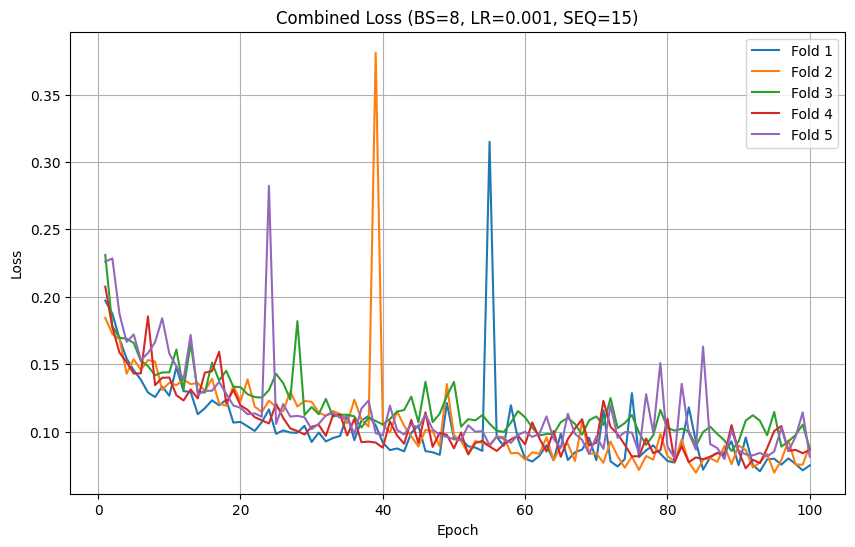 Combined Loss (BS=8, LR=0.001, SEQ=15)
Fold 1
Fold 2
Fold 3
Fold 4
Fold 5
Loss
0.35
0.30
0.25
0.20
0.15
0.10
0 20 40 60 80 100
Epoch